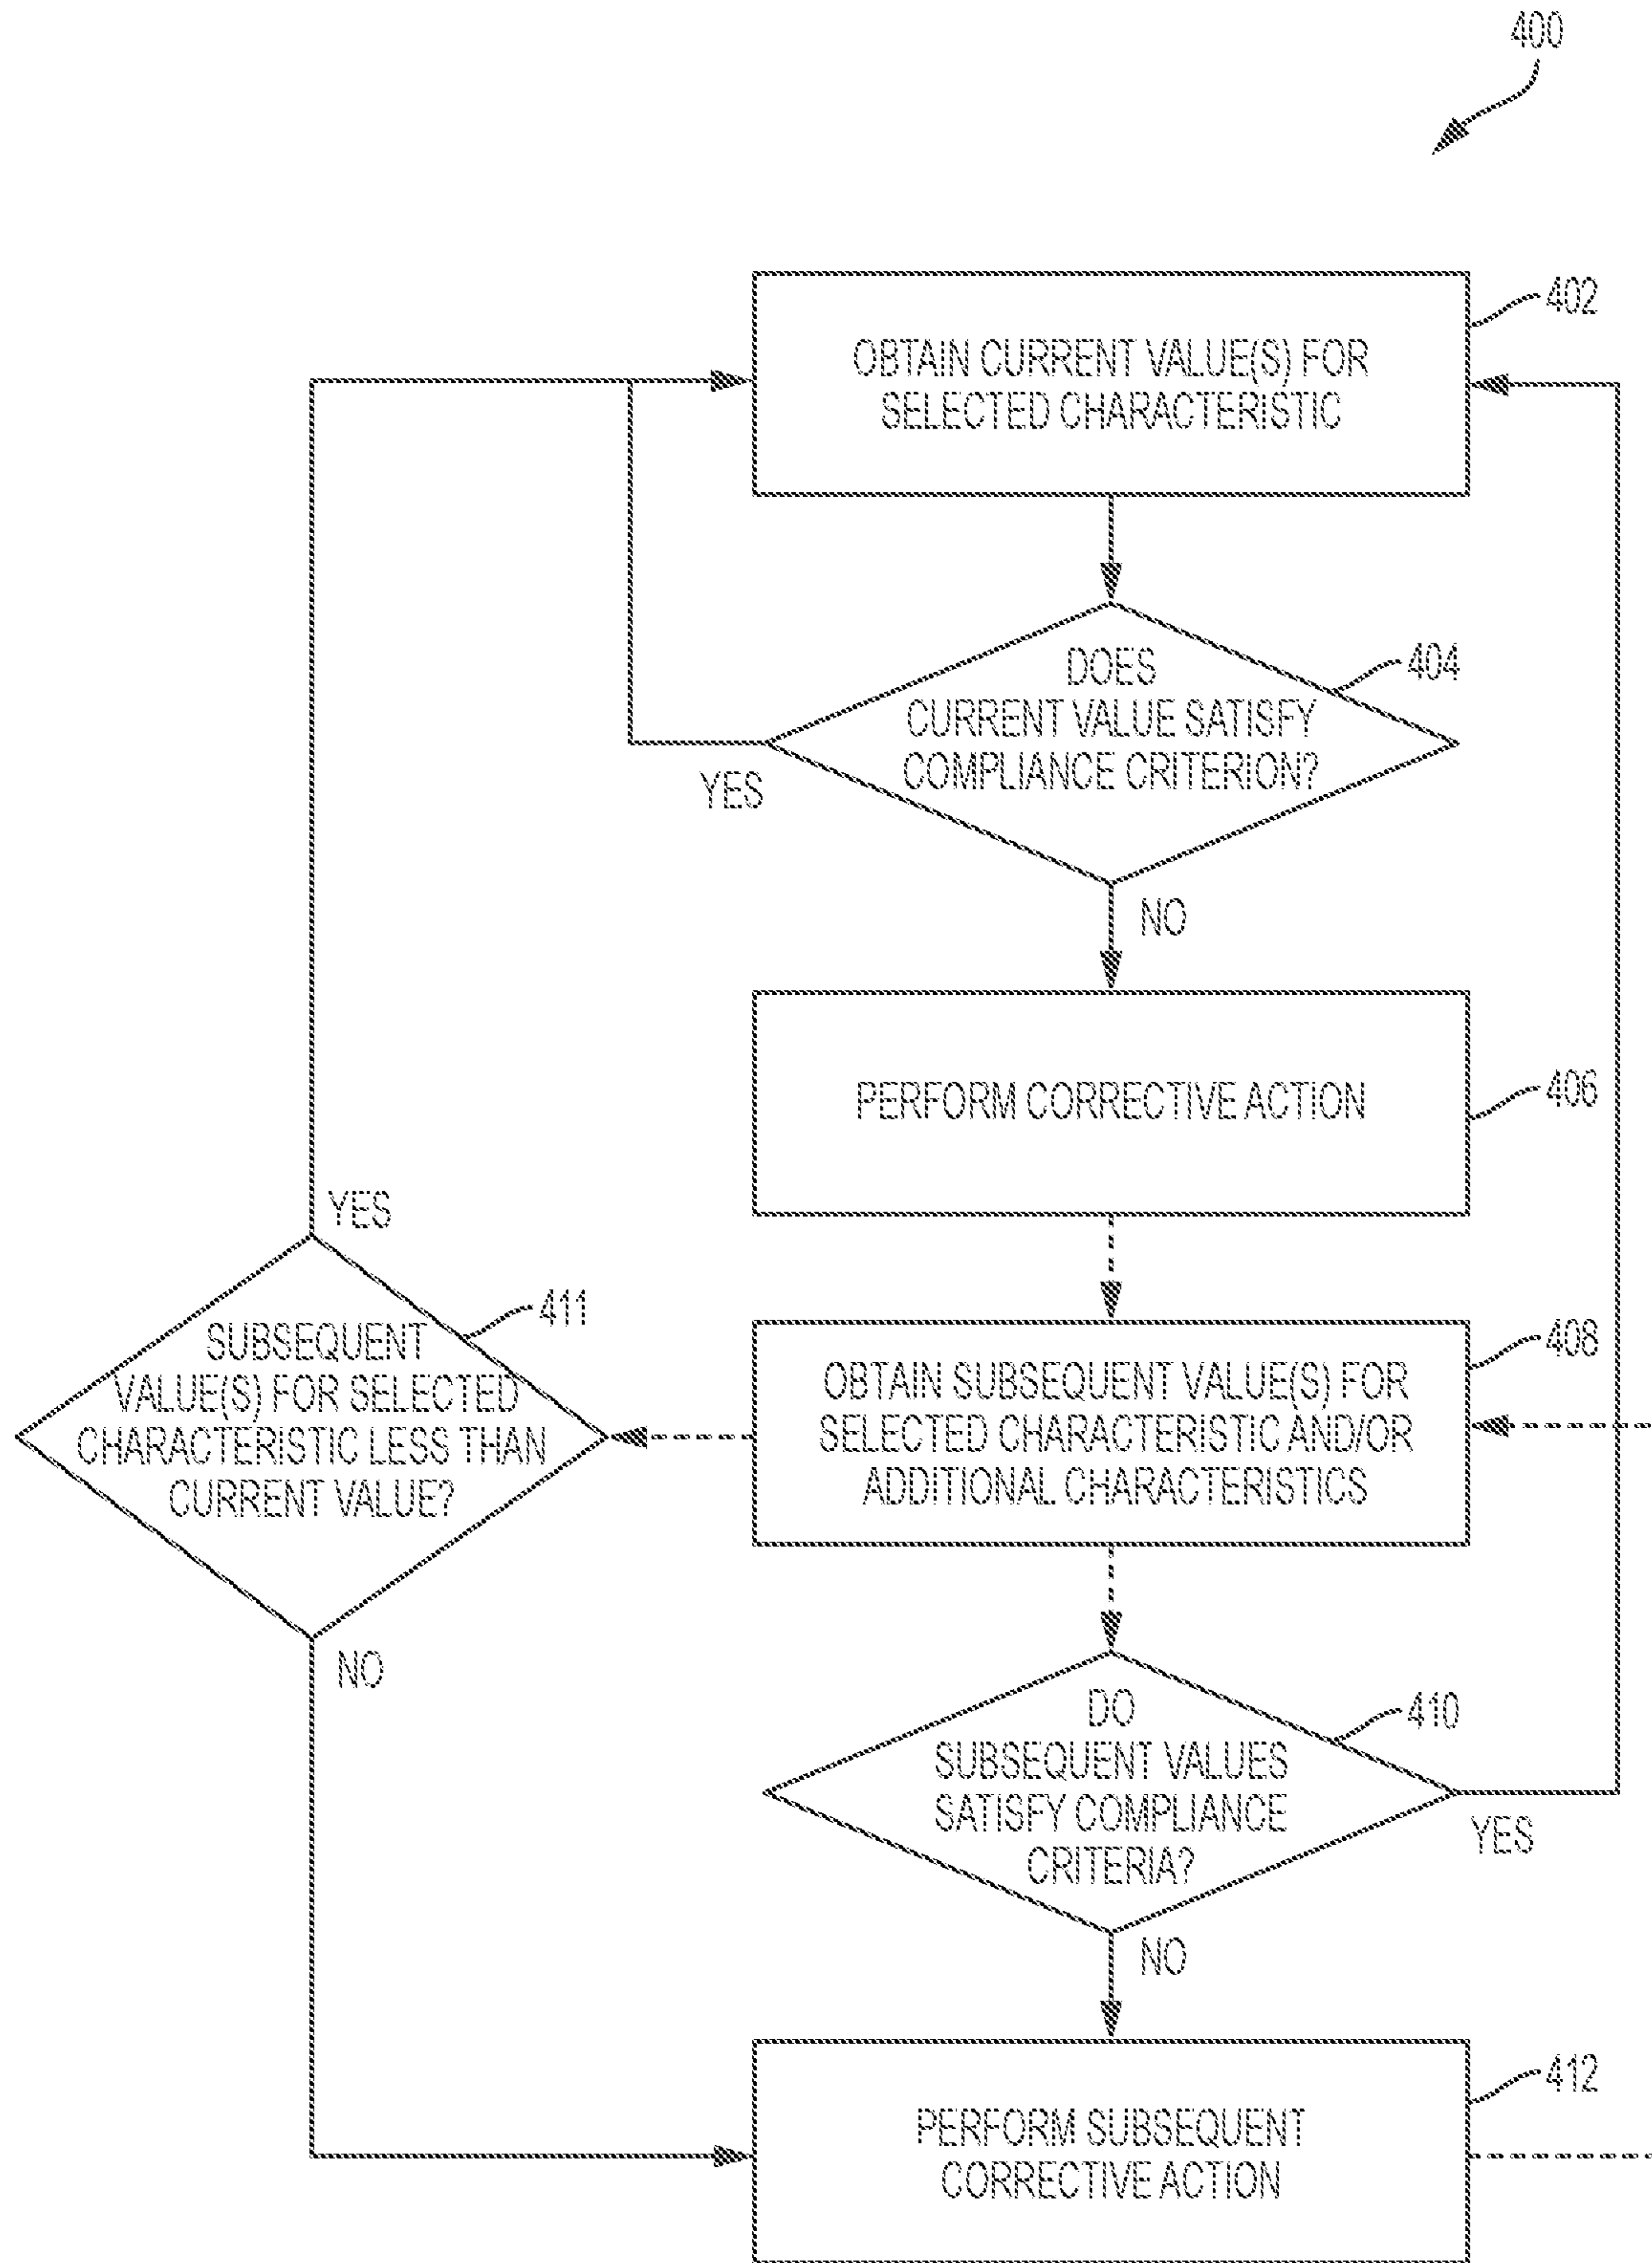 400
402
OBTAIN CURRENT VALUE(S) FOR
SELECTED CHARACTERISTIC
404
DOES
CURRENT VALUE SATISFY
COMPLIANCE CRITERION?
YES
NO
406
PERFORM CORRECTIVE ACTION
YES
411
SUBSEQUENT
VALUE(S) FOR SELECTED
CHARACTERISTIC LESS THAN
CURRENT VALUE?
NO
408
OBTAIN SUBSEQUENT VALUE(S) FOR
SELECTED CHARACTERISTIC AND/OR
ADDITIONAL CHARACTERISTICS
410
DO
SUBSEQUENT VALUES
SATISFY COMPLIANCE
CRITERIA?
YES
NO
412
PERFORM SUBSEQUENT
CORRECTIVE ACTION